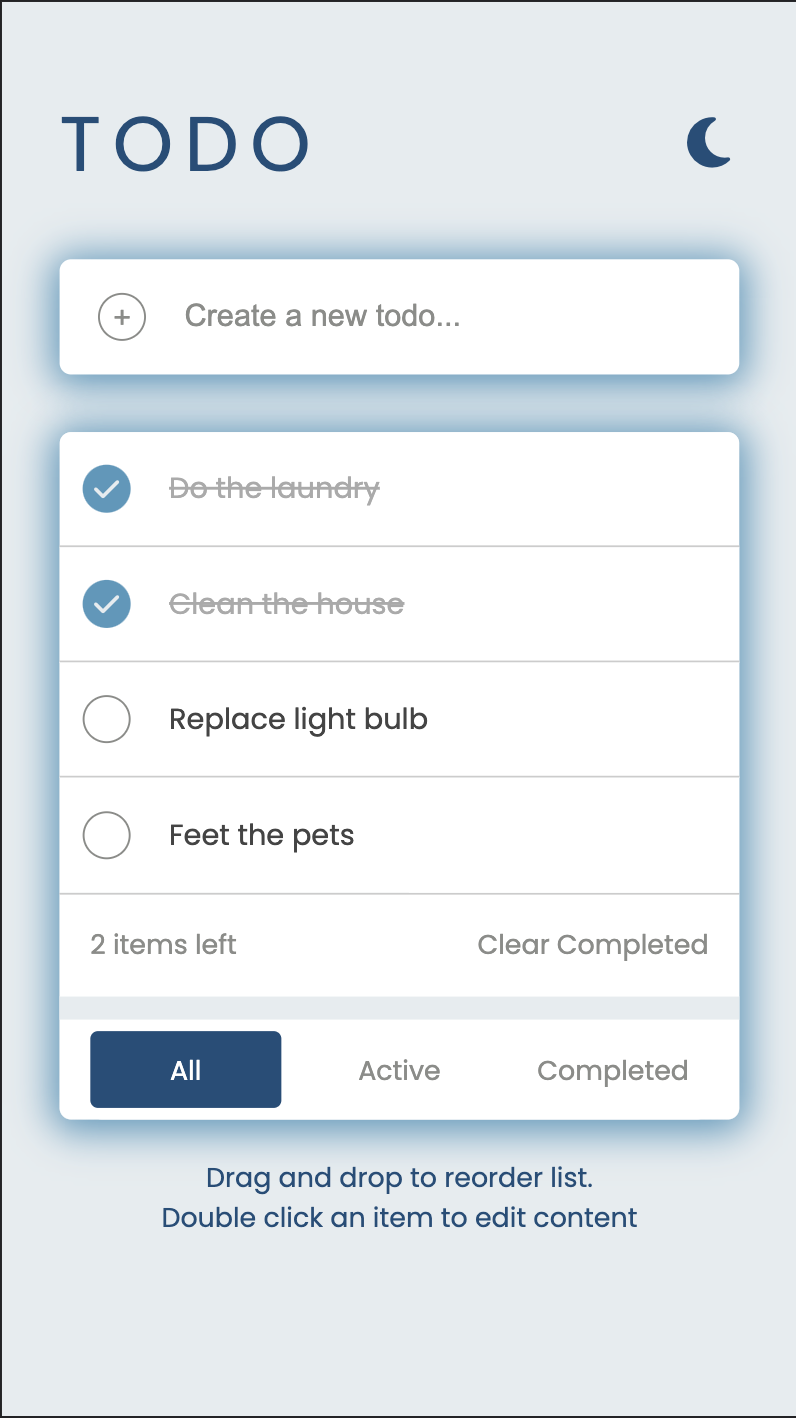 TODO
Create a new todo...
Do the laundry
Clean the house
Replace light bulb
Feet the pets
2 items left Clear Completed
All Active Completed
Drag and drop to reorder list.
Double click an item to edit content